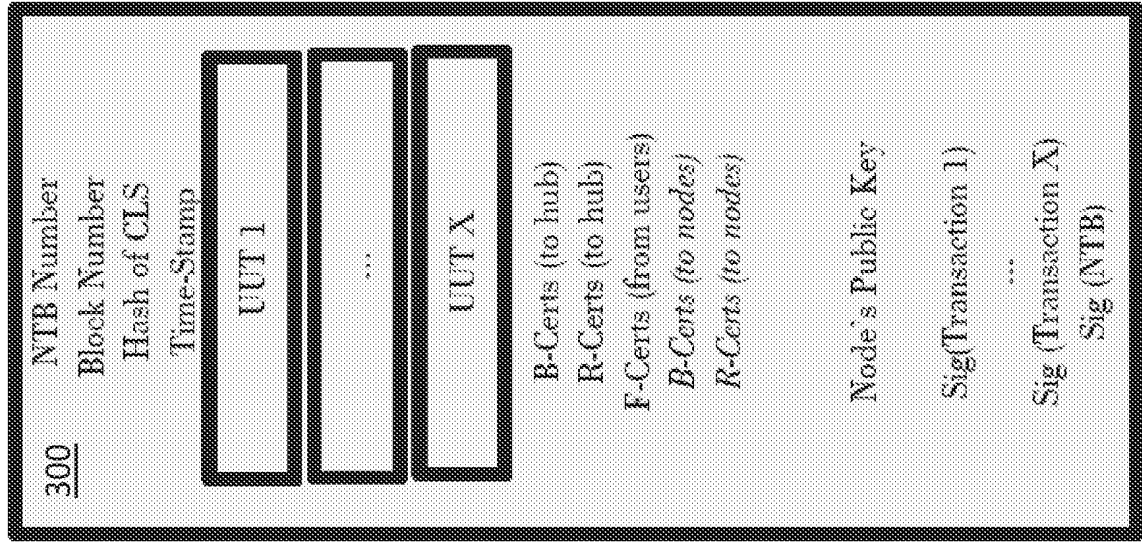 300
NTB Number
Block Number
Hash of CLS
Time-Stamp
UUT 1
...
UUT X
B-Certs (to hub)
R-Certs (to hub)
F-Certs (from users)
B-Certs (to nodes)
R-Certs (to nodes)
Node's Public Key
Sig(Transaction 1)
...
Sig (Transaction X)
Sig (NTB)